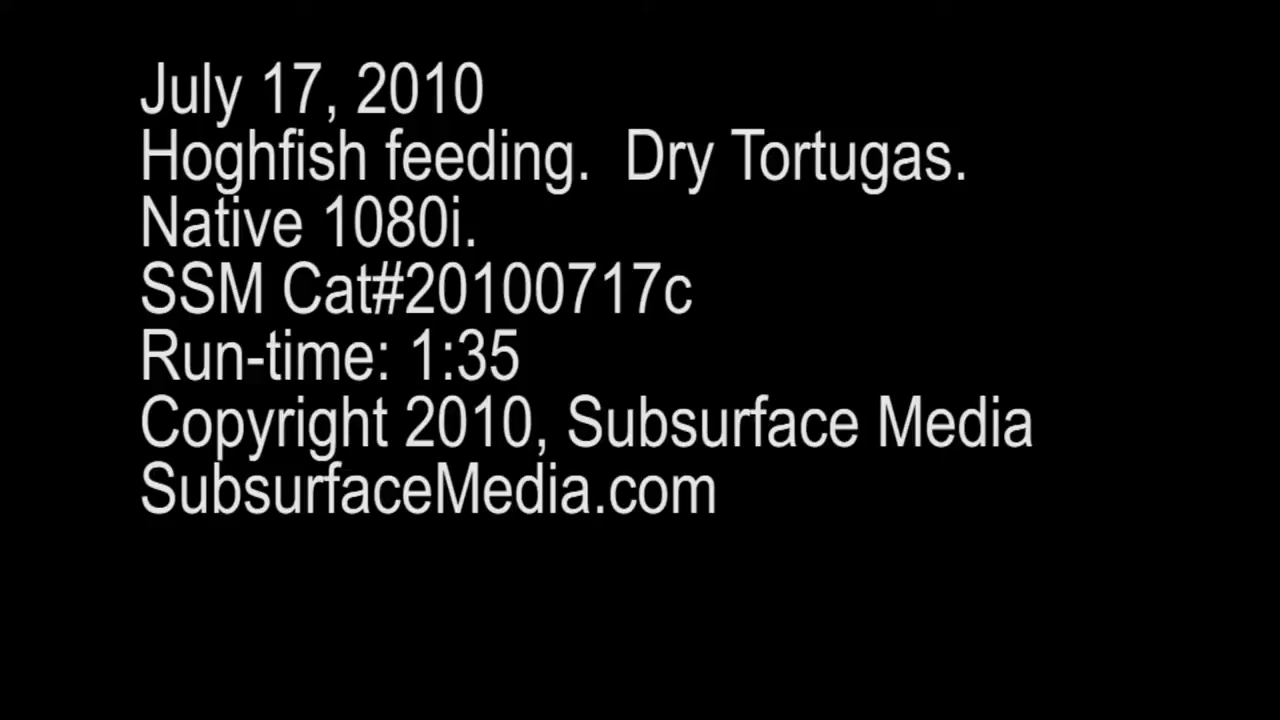 July 17, 2010
Hoghfish feeding.  Dry Tortugas.
Native 1080i.
SSM Cat#20100717c
Run-time: 1:35
Copyright 2010, Subsurface Media
SubsurfaceMedia.com